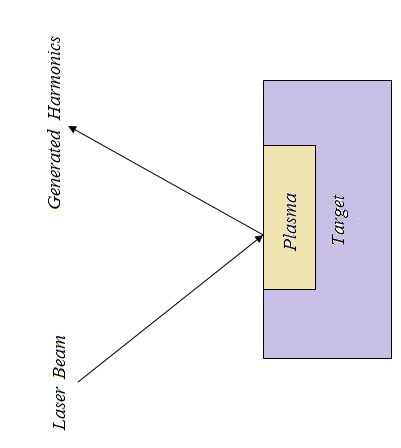 Generated Harmonics
Laser Beam
Plasma
Target